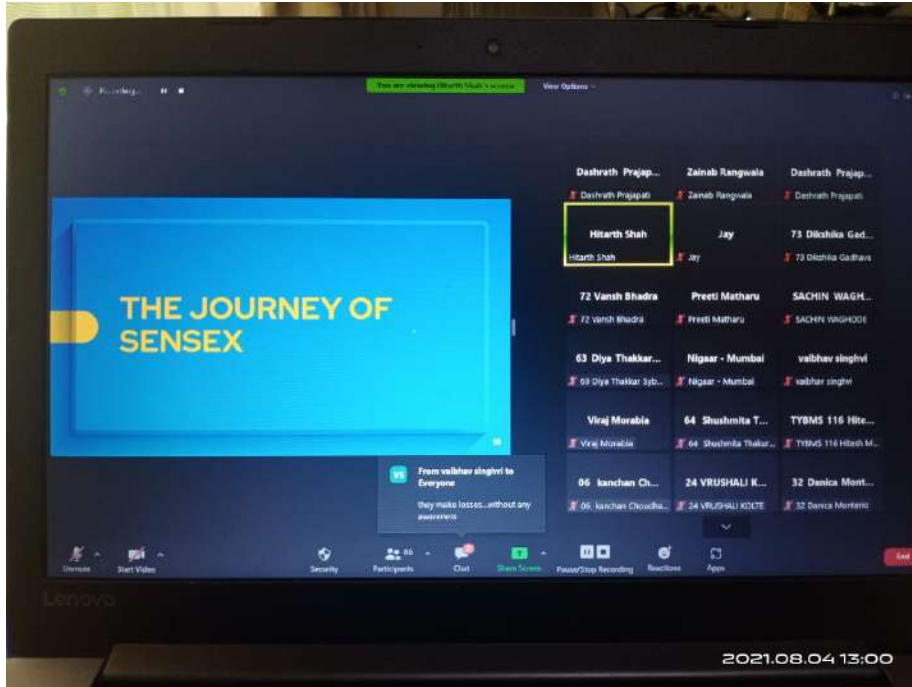 Recording...
You are viewing Hitarth Shah's screen
View Options
THE JOURNEY OF
SENSEX
Dashrath Prajap...
Dashrath Prajapati
Zainab Rangwala
Zainab Rangwala
Dashrath Prajap...
Dashrath Prajapati
Hitarth Shah
Hitarth Shah
Jay
Jay
73 Dikshika Gad...
73 Dikshika Gadhave
72 Vansh Bhadra
72 Vansh Bhadra
Preeti Matharu
Preeti Matharu
SACHIN WAGH...
SACHIN WAGHODE
63 Diya Thakkar...
63 Diya Thakkar Syb...
Nigaar - Mumbai
Nigaar - Mumbai
vaibhav singhvi
vaibhav singhvi
Viraj Morabia
Viraj Morabia
64 Shushmita T...
64 Shushmita Thakur...
TYBMS 116 Hite...
TYBMS 116 Hitesh M...
06 kanchan Ch...
06 kanchan Choudha...
24 VRUSHALI K...
24 VRUSHALI KOLTE
32 Danica Mont...
32 Danica Monterio
VS
From vaibhav singhvi to
Everyone
they make losses...without any
awareness
Unmute
Start Video
Security
86
Participants
Chat
Share Screen
Pause/Stop Recording
Reactions
Apps
End
Lenovo
2021.08.04 13:00